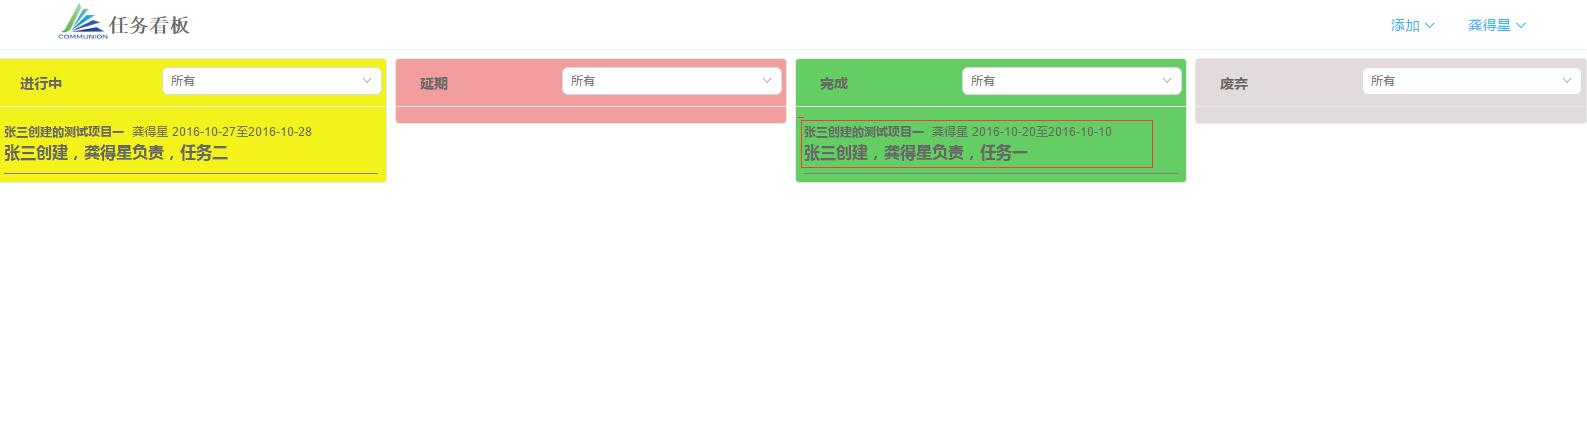 COMMUNION
任务看板
添加
龚得星
进行中
所有
延期
所有
完成
所有
废弃
所有
张三创建的测试项目一 龚得星 2016-10-27至2016-10-28
张三创建，龚得星负责，任务二
张三创建的测试项目一 龚得星 2016-10-20至2016-10-10
张三创建，龚得星负责，任务一